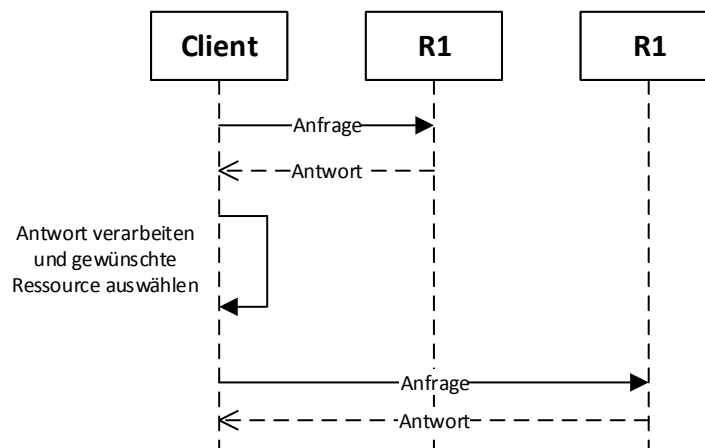 Client
R1
R1
Anfrage
Antwort
Antwort verarbeiten
und gewünschte
Ressource auswählen
Anfrage
Antwort